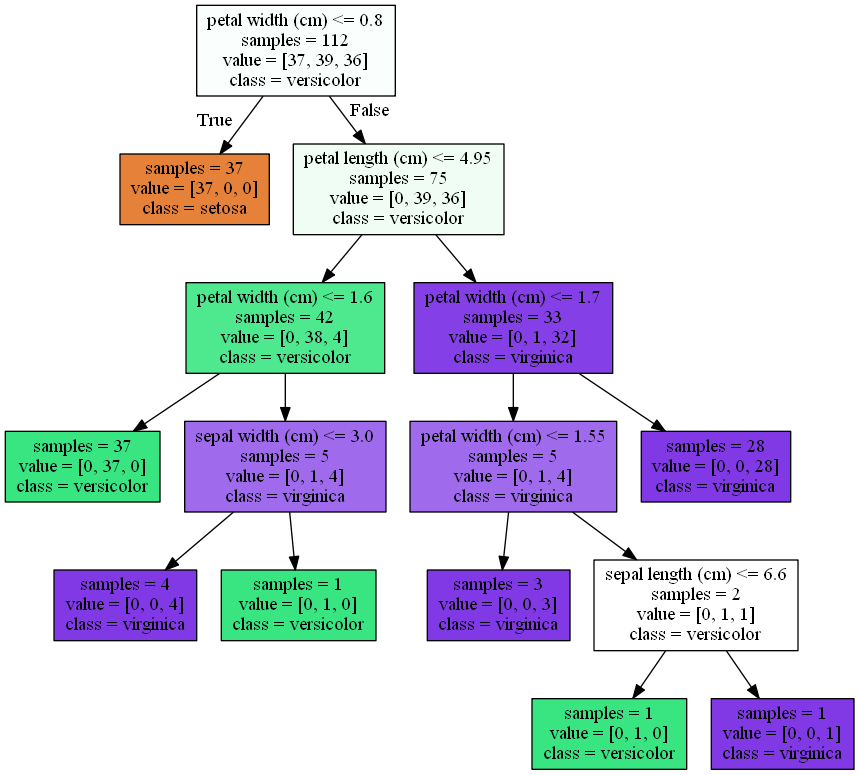 petal width (cm) <= 0.8
samples = 112
value = [37, 39, 36]
class = versicolor
True
False
samples = 37
value = [37, 0, 0]
class = setosa
petal length (cm) <= 4.95
samples = 75
value = [0, 39, 36]
class = versicolor
petal width (cm) <= 1.6
samples = 42
value = [0, 38, 4]
class = versicolor
petal width (cm) <= 1.7
samples = 33
value = [0, 1, 32]
class = virginica
samples = 37
value = [0, 37, 0]
class = versicolor
sepal width (cm) <= 3.0
samples = 5
value = [0, 1, 4]
class = virginica
petal width (cm) <= 1.55
samples = 5
value = [0, 1, 4]
class = virginica
samples = 28
value = [0, 0, 28]
class = virginica
samples = 4
value = [0, 0, 4]
class = virginica
samples = 1
value = [0, 1, 0]
class = versicolor
samples = 3
value = [0, 0, 3]
class = virginica
sepal length (cm) <= 6.6
samples = 2
value = [0, 1, 1]
class = versicolor
samples = 1
value = [0, 1, 0]
class = versicolor
samples = 1
value = [0, 0, 1]
class = virginica